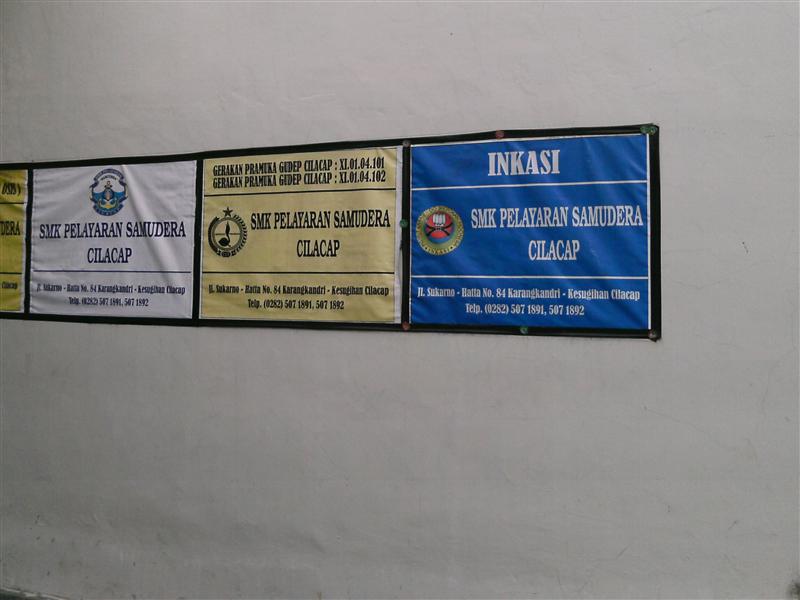 DSB )
UDERA
Cilacap
SMK PELAYARAN SAMUDERA
CILACAP
Jl. Sukarno - Hatta No. 84 Karangkandri - Kesugihan Cilacap
Telp. (0282) 507 1891, 507 1892
GERAKAN PRAMUKA GUDEP CILACAP : XI.01.04.101
GERAKAN PRAMUKA GUDEP CILACAP : XI.01.04.102
SMK PELAYARAN SAMUDERA
CILACAP
Jl. Sukarno - Hatta No. 84 Karangkandri - Kesugihan Cilacap
Telp. (0282) 507 1891, 507 1892
INKASI
SMK PELAYARAN SAMUDERA
CILACAP
Jl. Sukarno - Hatta No. 84 Karangkandri - Kesugihan Cilacap
Telp. (0282) 507 1891, 507 1892